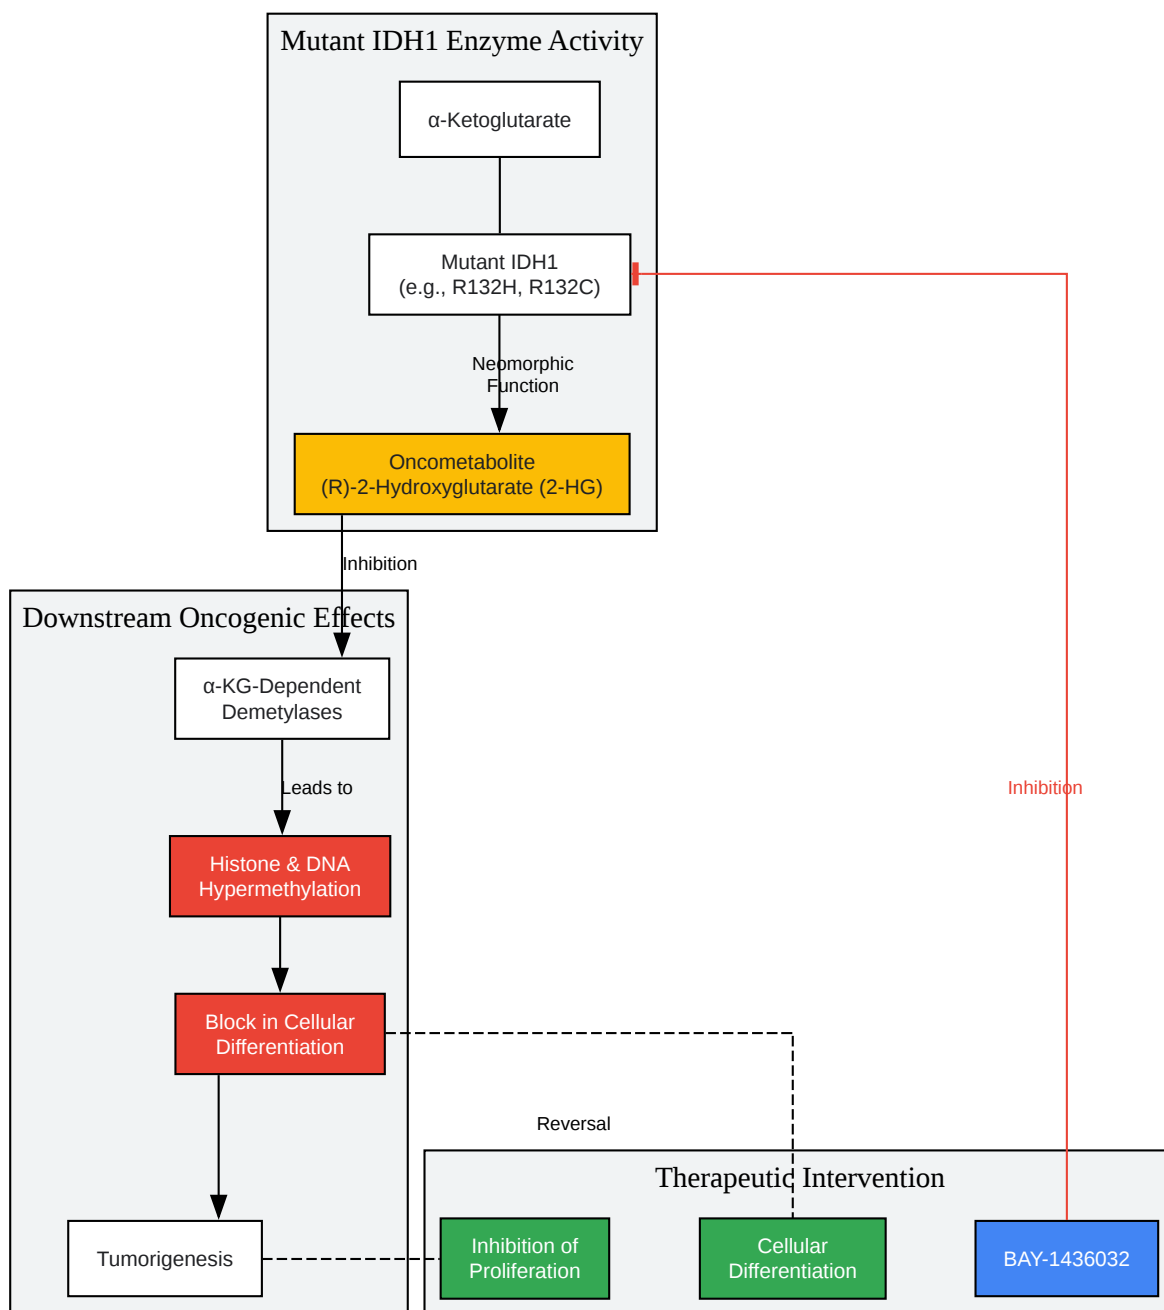 Mutant IDH1 Enzyme Activity
α-Ketoglutarate
Mutant IDH1
(e.g., R132H, R132C)
Neomorphic
Function
Oncometabolite
(R)-2-Hydroxyglutarate (2-HG)
Inhibition
Downstream Oncogenic Effects
α-KG-Dependent
Demetylases
Leads to
Inhibition
Histone & DNA
Hypermethylation
Block in Cellular
Differentiation
Reversal
Therapeutic Intervention
Tumorigenesis
Inhibition of
Proliferation
Cellular
Differentiation
BAY-1436032